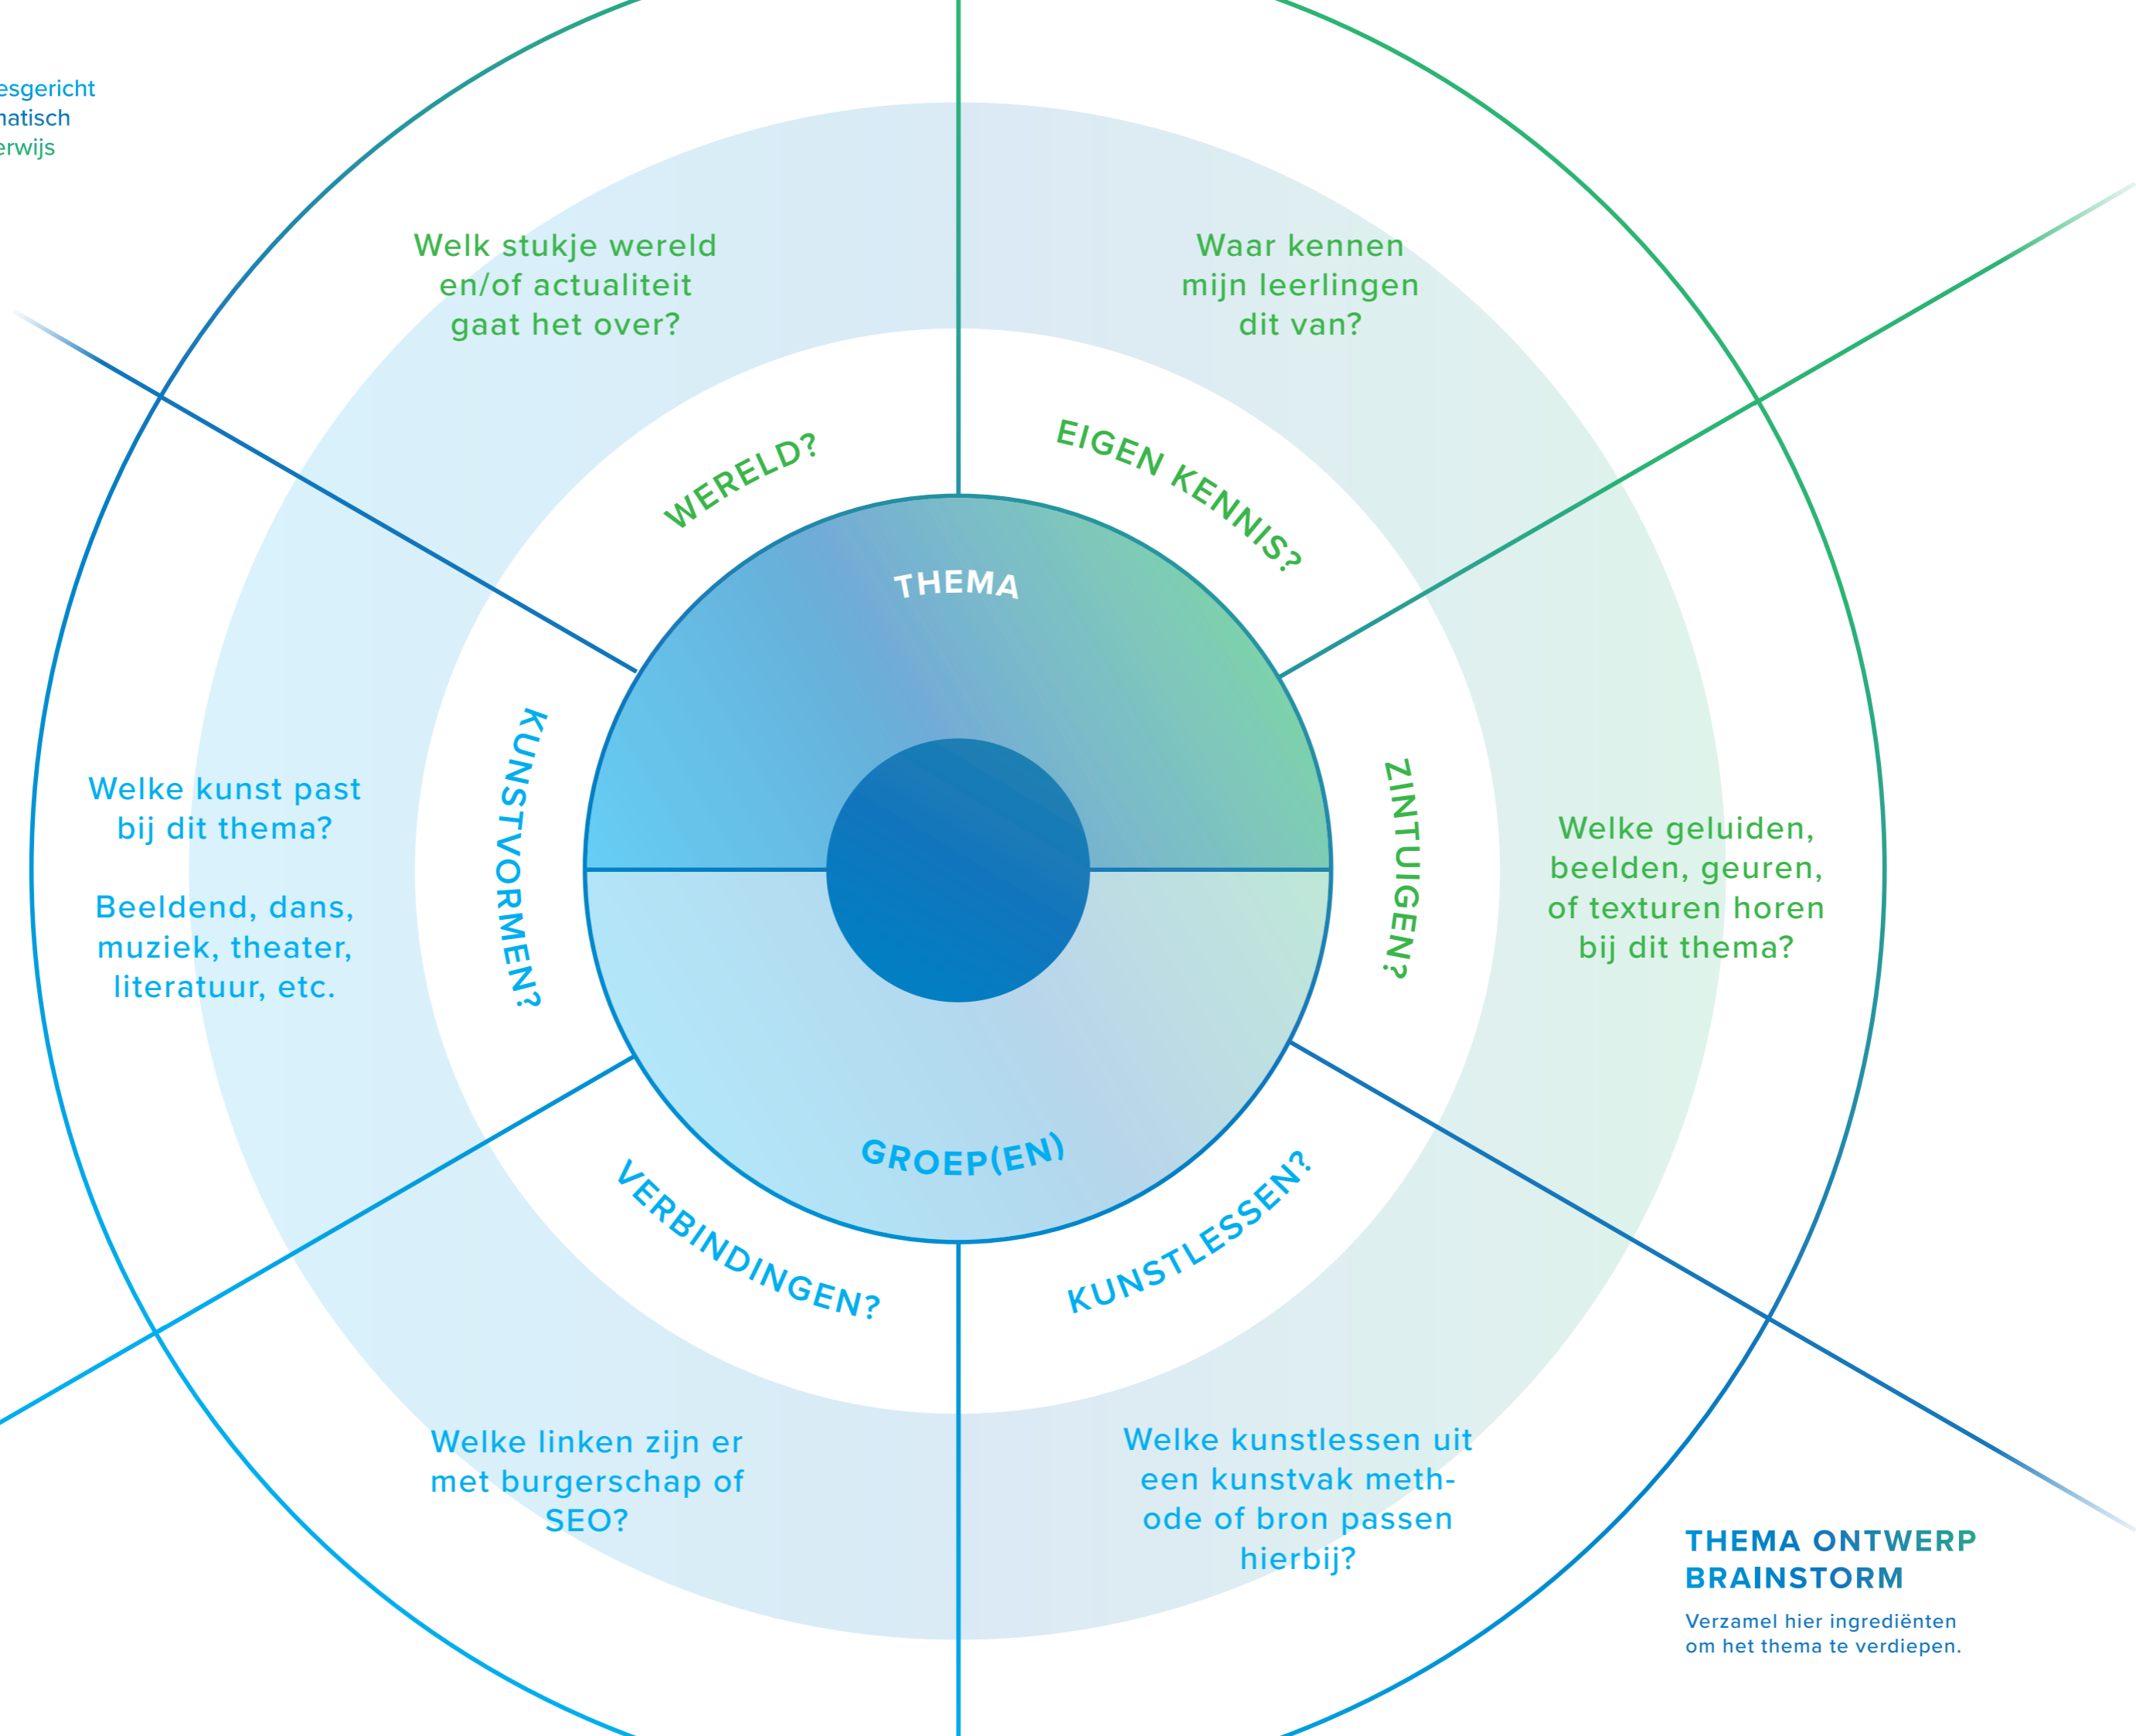 esgericht
natisch
erwijs
Welk stukje wereld
en/of actualiteit
gaat het over?
Waar kennen
mijn leerlingen
dit van?
WERELD?
EIGEN KENNIS?
THEMA
KUNSTVORMEN?
ZINTUIGEN?
Welke kunst past
bij dit thema?
Beeldend, dans,
muziek, theater,
literatuur, etc.
Welke geluiden,
beelden, geuren,
of texturen horen
bij dit thema?
GROEP(EN)
VERBINDINGEN?
KUNSTLESSEN?
Welke linken zijn er
met burgerschap of
SEO?
Welke kunstlessen uit
een kunstvak meth-
ode of bron passen
hierbij?
THEMA ONTWERP
BRAINSTORM
Verzamel hier ingrediënten
om het thema te verdiepen.